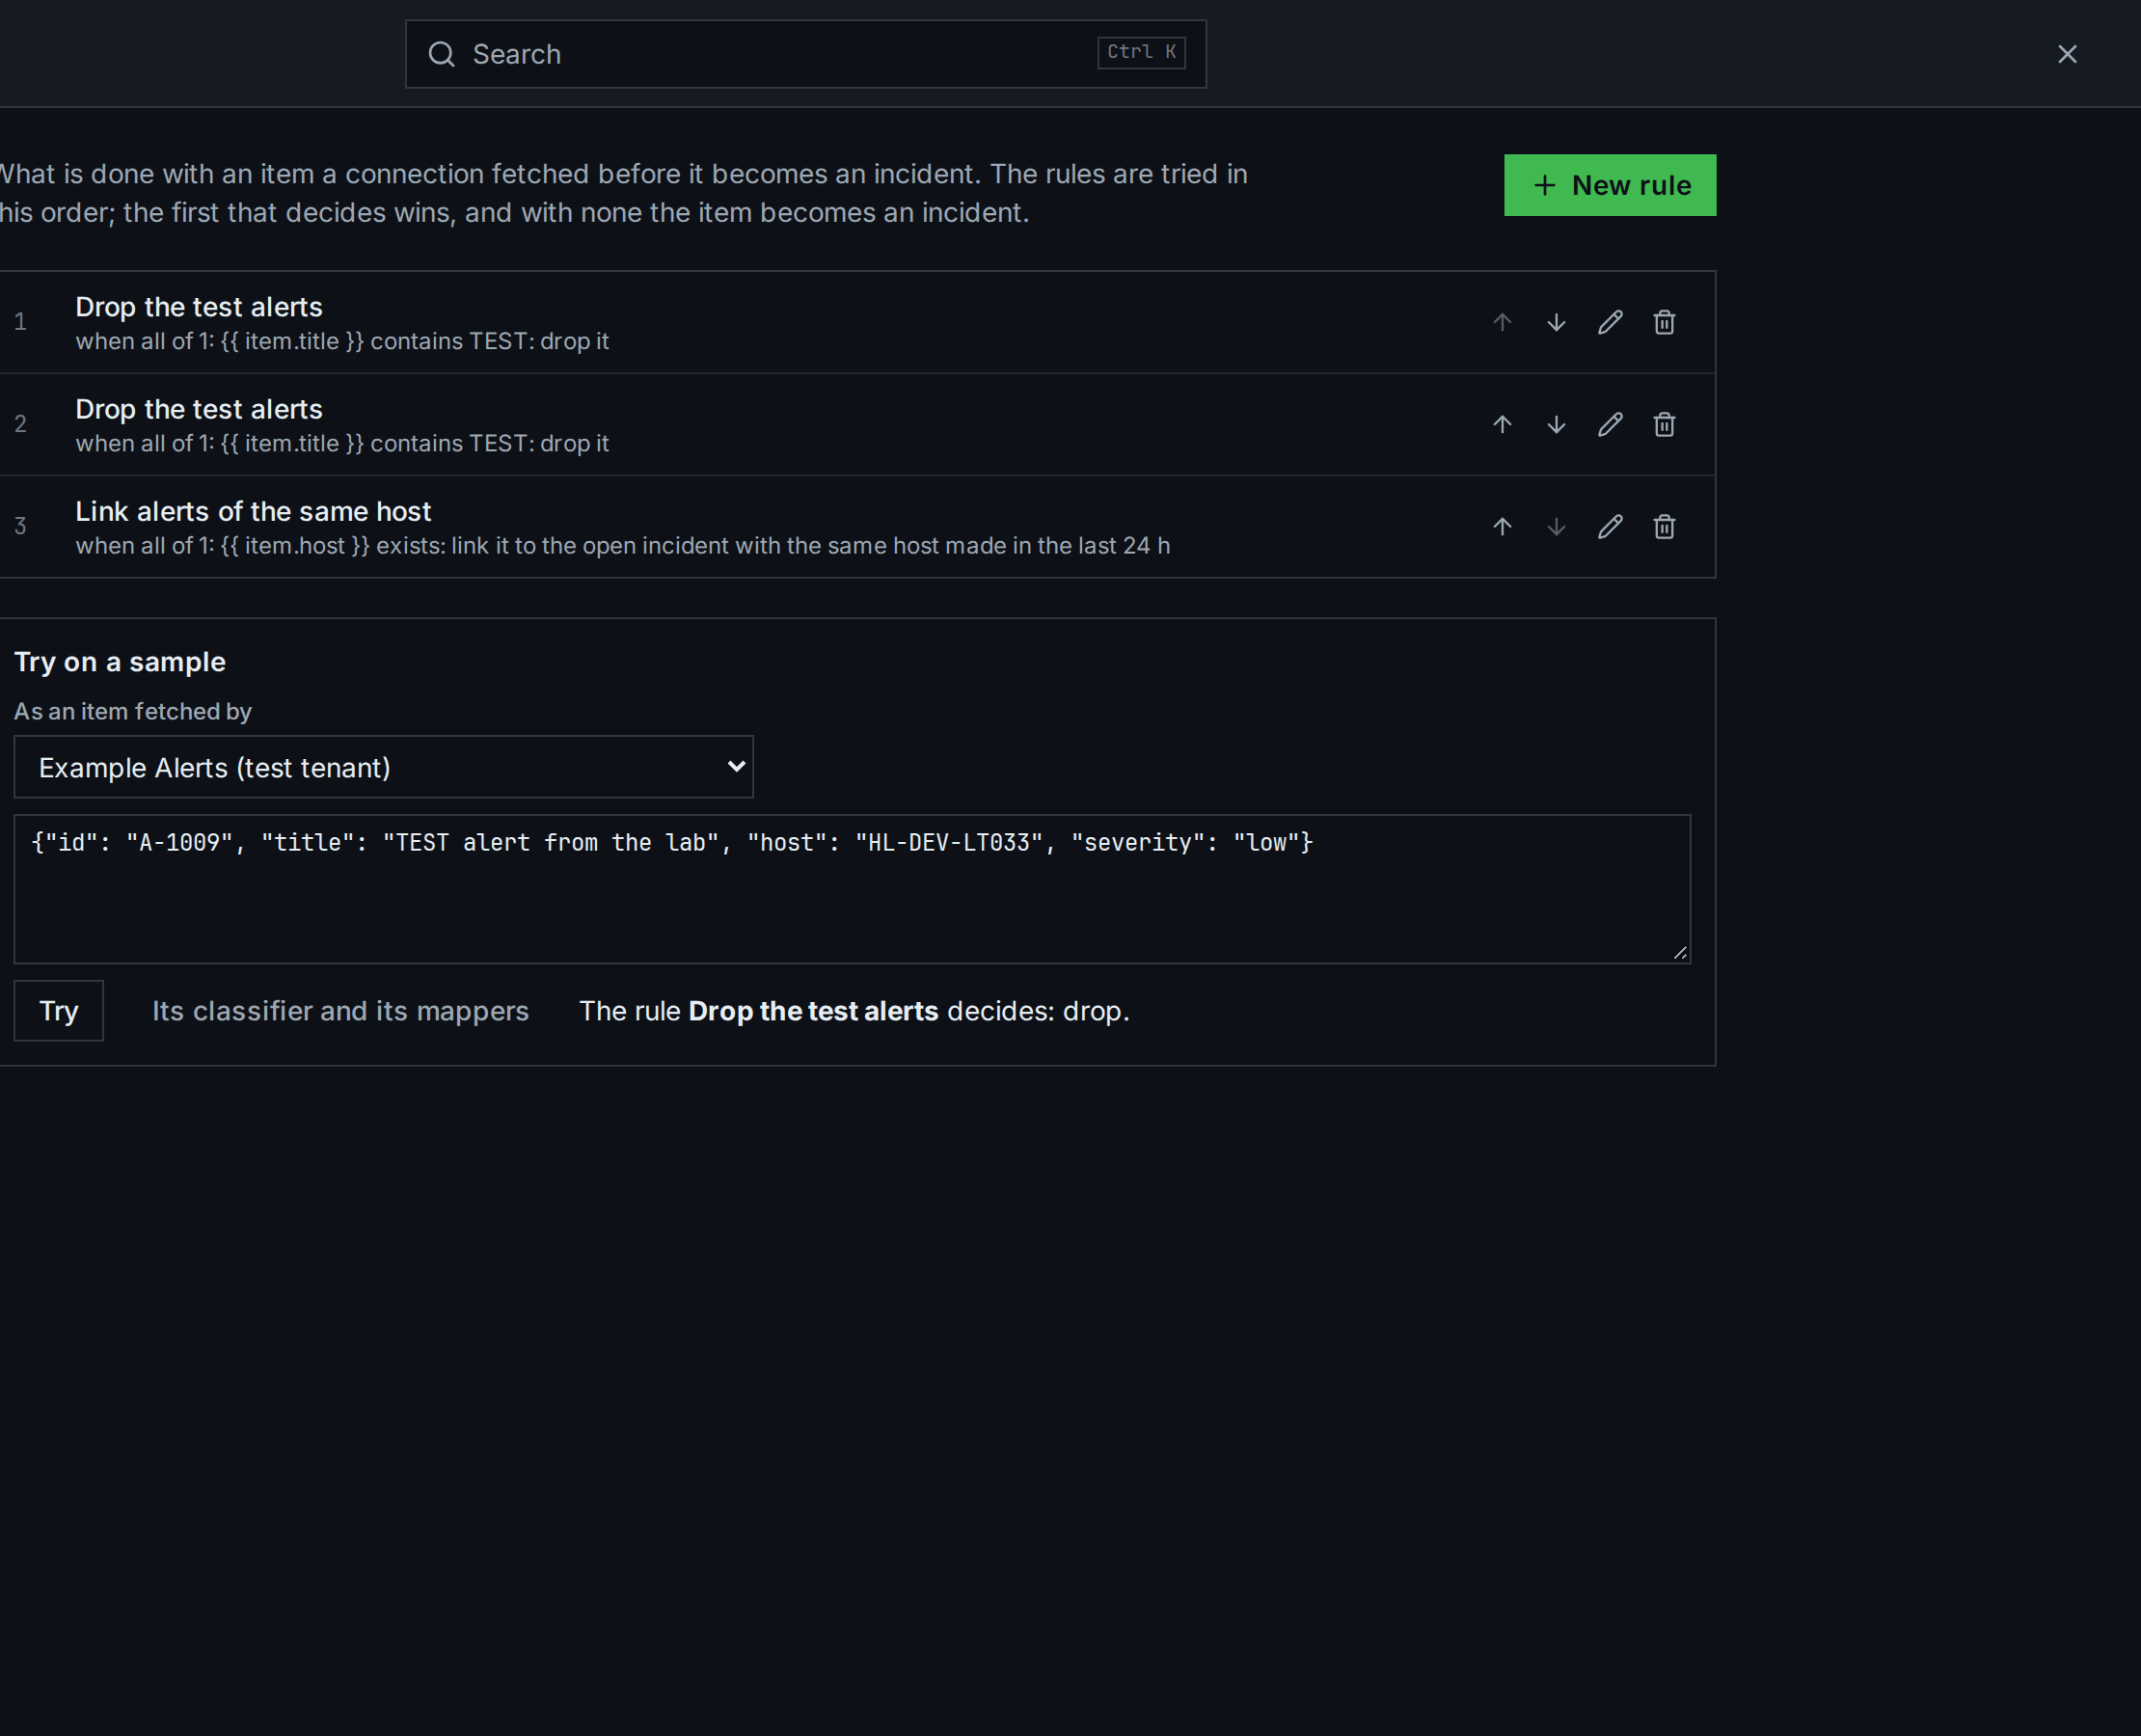 Search
Ctrl K
What is done with an item a connection fetched before it becomes an incident. The rules are tried in
his order; the first that decides wins, and with none the item becomes an incident.
New rule
1
Drop the test alerts
when all of 1: {{ item.title }} contains TEST: drop it
2
Drop the test alerts
when all of 1: {{ item.title }} contains TEST: drop it
3
Link alerts of the same host
when all of 1: {{ item.host }} exists: link it to the open incident with the same host made in the last 24 h
Try on a sample
As an item fetched by
Example Alerts (test tenant)
{"id": "A-1009", "title": "TEST alert from the lab", "host": "HL-DEV-LT033", "severity": "low"}
Try
Its classifier and its mappers
The rule Drop the test alerts decides: drop.